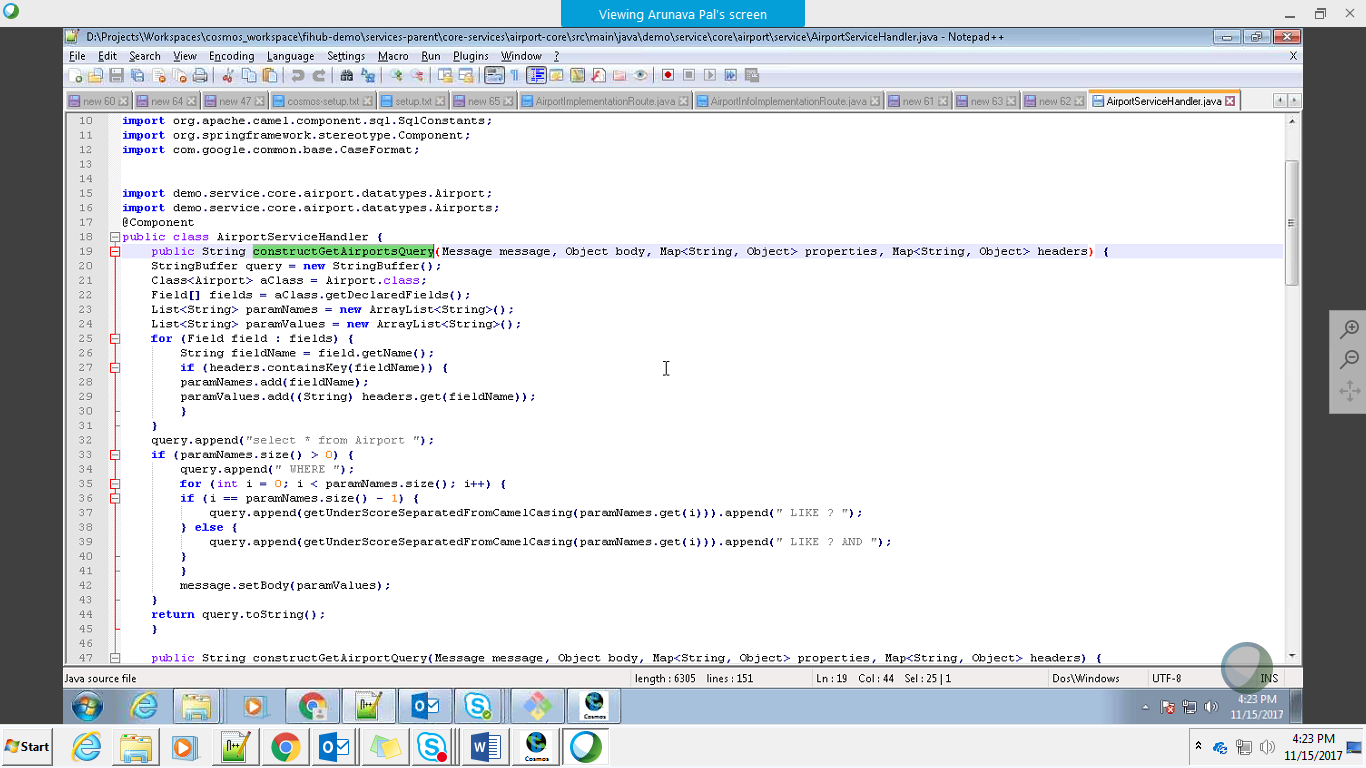 Viewing Arunava Pal's screen
D:\Projects\Workspaces\cosmos_workspace\fihub-demo\services-parent\core-services\airport-core\src\main\java\demo\service\core\airport\service\AirportServiceHandler.java - Notepad++
File Edit Search View Encoding Language Settings Macro Run Plugins Window ? X
new 60 new 64 new 47 cosmos-setup.txt setup.txt new 65 AirportImplementationRoute.java AirportInfoImplementationRoute.java new 61 new 63 new 62 AirportServiceHandler.java
10 import org.apache.camel.component.sql.SqlConstants;
11 import org.springframework.stereotype.Component;
12 import com.google.common.base.CaseFormat;
13
14
15 import demo.service.core.airport.datatypes.Airport;
16 import demo.service.core.airport.datatypes.Airports;
17 @Component
18 public class AirportServiceHandler {
19 public String constructGetAirportsQuery(Message message, Object body, Map<String, Object> properties, Map<String, Object> headers) {
20 StringBuffer query = new StringBuffer();
21 Class<Airport> aClass = Airport.class;
22 Field[] fields = aClass.getDeclaredFields();
23 List<String> paramNames = new ArrayList<String>();
24 List<String> paramValues = new ArrayList<String>();
25 for (Field field : fields) {
26 String fieldName = field.getName();
27 if (headers.containsKey(fieldName)) {
28 paramNames.add(fieldName);
29 paramValues.add((String) headers.get(fieldName));
30 }
31 }
32 query.append("select * from Airport ");
33 if (paramNames.size() > 0) {
34 query.append(" WHERE ");
35 for (int i = 0; i < paramNames.size(); i++) {
36 if (i == paramNames.size() - 1) {
37 query.append(getUnderScoreSeparatedFromCamelCasing(paramNames.get(i))).append(" LIKE ? ");
38 } else {
39 query.append(getUnderScoreSeparatedFromCamelCasing(paramNames.get(i))).append(" LIKE ? AND ");
40 }
41 }
42 message.setBody(paramValues);
43 }
44 return query.toString();
45 }
46
47 public String constructGetAirportQuery(Message message, Object body, Map<String, Object> properties, Map<String, Object> headers) {
Java source file length : 6305 lines : 151 Ln : 19 Col : 44 Sel : 25 | 1 Dos\Windows UTF-8 INS
Cosmos
4:23 PM
11/15/2017
Start
Cosmos
4:23 PM
11/15/2017